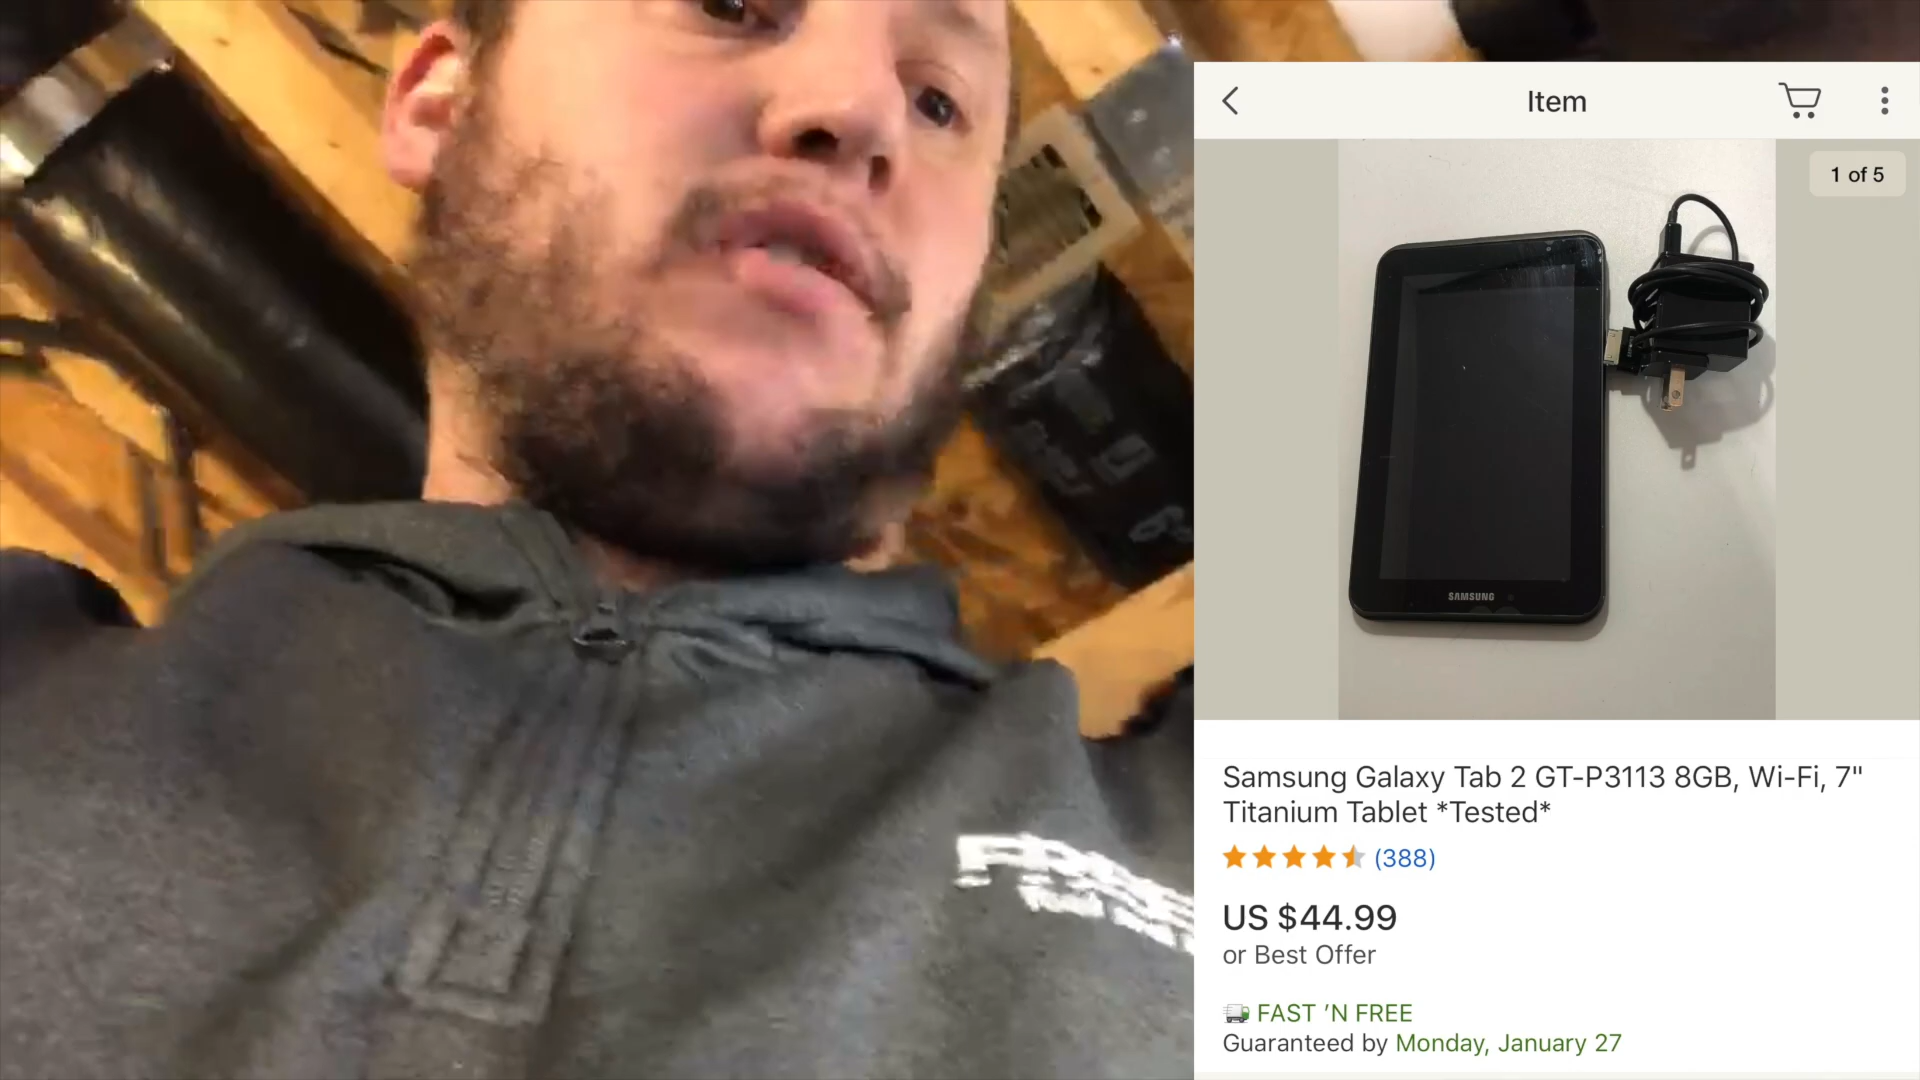 Item
1 of 5
SAMSUNG
Samsung Galaxy Tab 2 GT-P3113 8GB, Wi-Fi, 7"
Titanium Tablet *Tested*
(388)
US $44.99
or Best Offer
FAST 'N FREE
Guaranteed by Monday, January 27